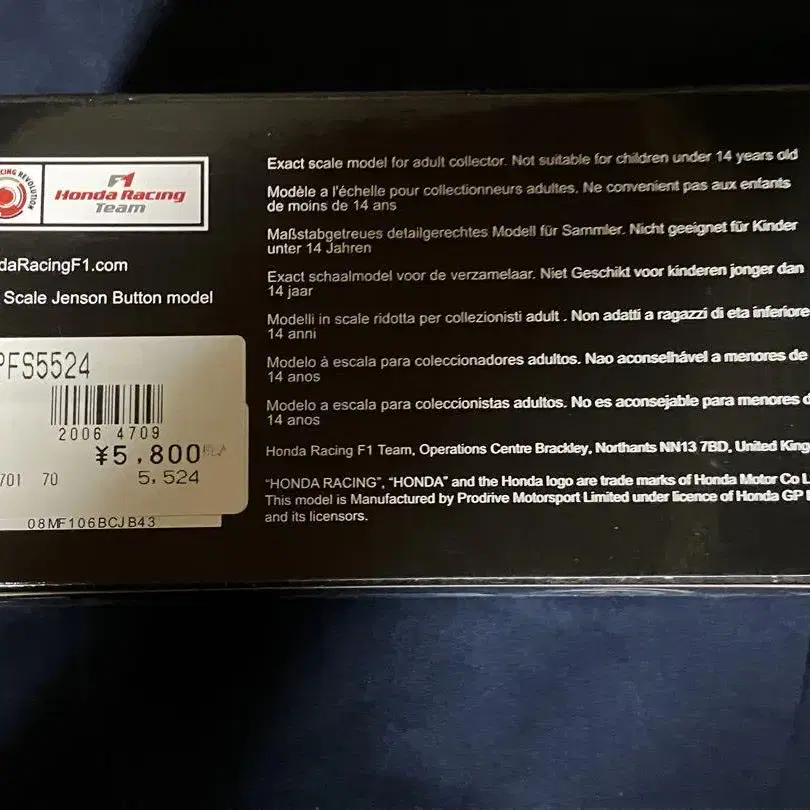 CING REVOLUTION
F1
Honda Racing
Team
daRacingF1.com
Scale Jenson Button model
PFS5524
2006 4709
¥5,800税込
701 70 5,524
08MF106BCJB43
Exact scale model for adult collector. Not suitable for children under 14 years old
Modèle a l'échelle pour collectionneurs adultes. Ne convenient pas aux enfants
de moins de 14 ans
Maßstabgetreues detailgerechtes Modell für Sammler. Nicht geeignet für Kinder
unter 14 Jahren
Exact schaalmodel voor de verzamelaar. Niet Geschikt voor kinderen jonger dan
14 jaar
Modelli in scale ridotta per collezionisti adult . Non adatti a ragazzi di eta inferiore
14 anni
Modelo à escala para coleccionadores adultos. Nao aconselhável a menores de
14 anos
Modelo a escala para coleccionistas adultos. No es aconsejable para menores d
14 anos
Honda Racing F1 Team, Operations Centre Brackley, Northants NN13 7BD, United King
“HONDA RACING”, “HONDA” and the Honda logo are trade marks of Honda Motor Co L
This model is Manufactured by Prodrive Motorsport Limited under licence of Honda GP L
and its licensors.